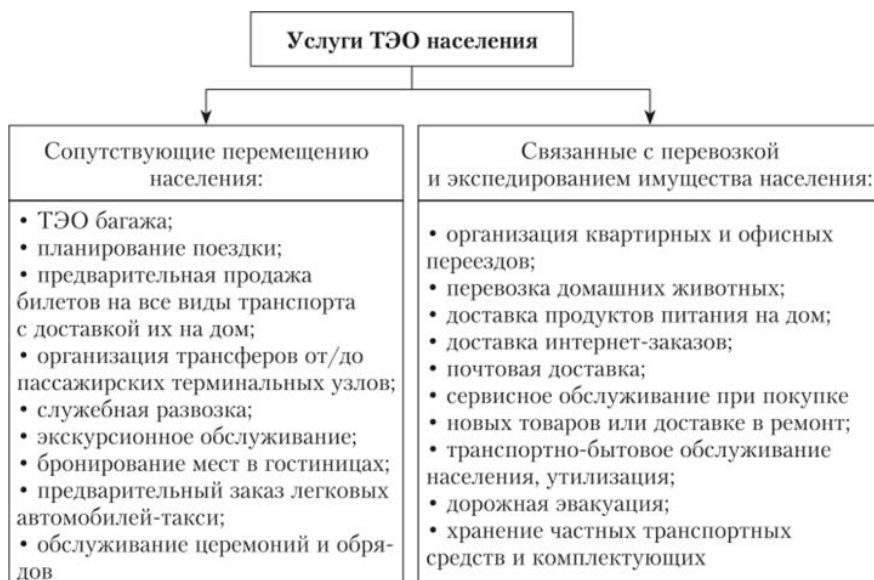 Услуги ТЭО населения
Сопутствующие перемещению
населения:
• ТЭО багажа;
• планирование поездки;
• предварительная продажа
билетов на все виды транспорта
с доставкой их на дом;
• организация трансферов от/до
пассажирских терминальных узлов;
• служебная развозка;
• экскурсионное обслуживание;
• бронирование мест в гостиницах;
• предварительный заказ легковых
автомобилей-такси;
• обслуживание церемоний и обря-
дов
Связанные с перевозкой
и экспедированием имущества населения:
• организация квартирных и офисных
переездов;
• перевозка домашних животных;
• доставка продуктов питания на дом;
• доставка интернет-заказов;
• почтовая доставка;
• сервисное обслуживание при покупке
• новых товаров или доставке в ремонт;
• транспортно-бытовое обслуживание
населения, утилизация;
• дорожная эвакуация;
• хранение частных транспортных
средств и комплектующих